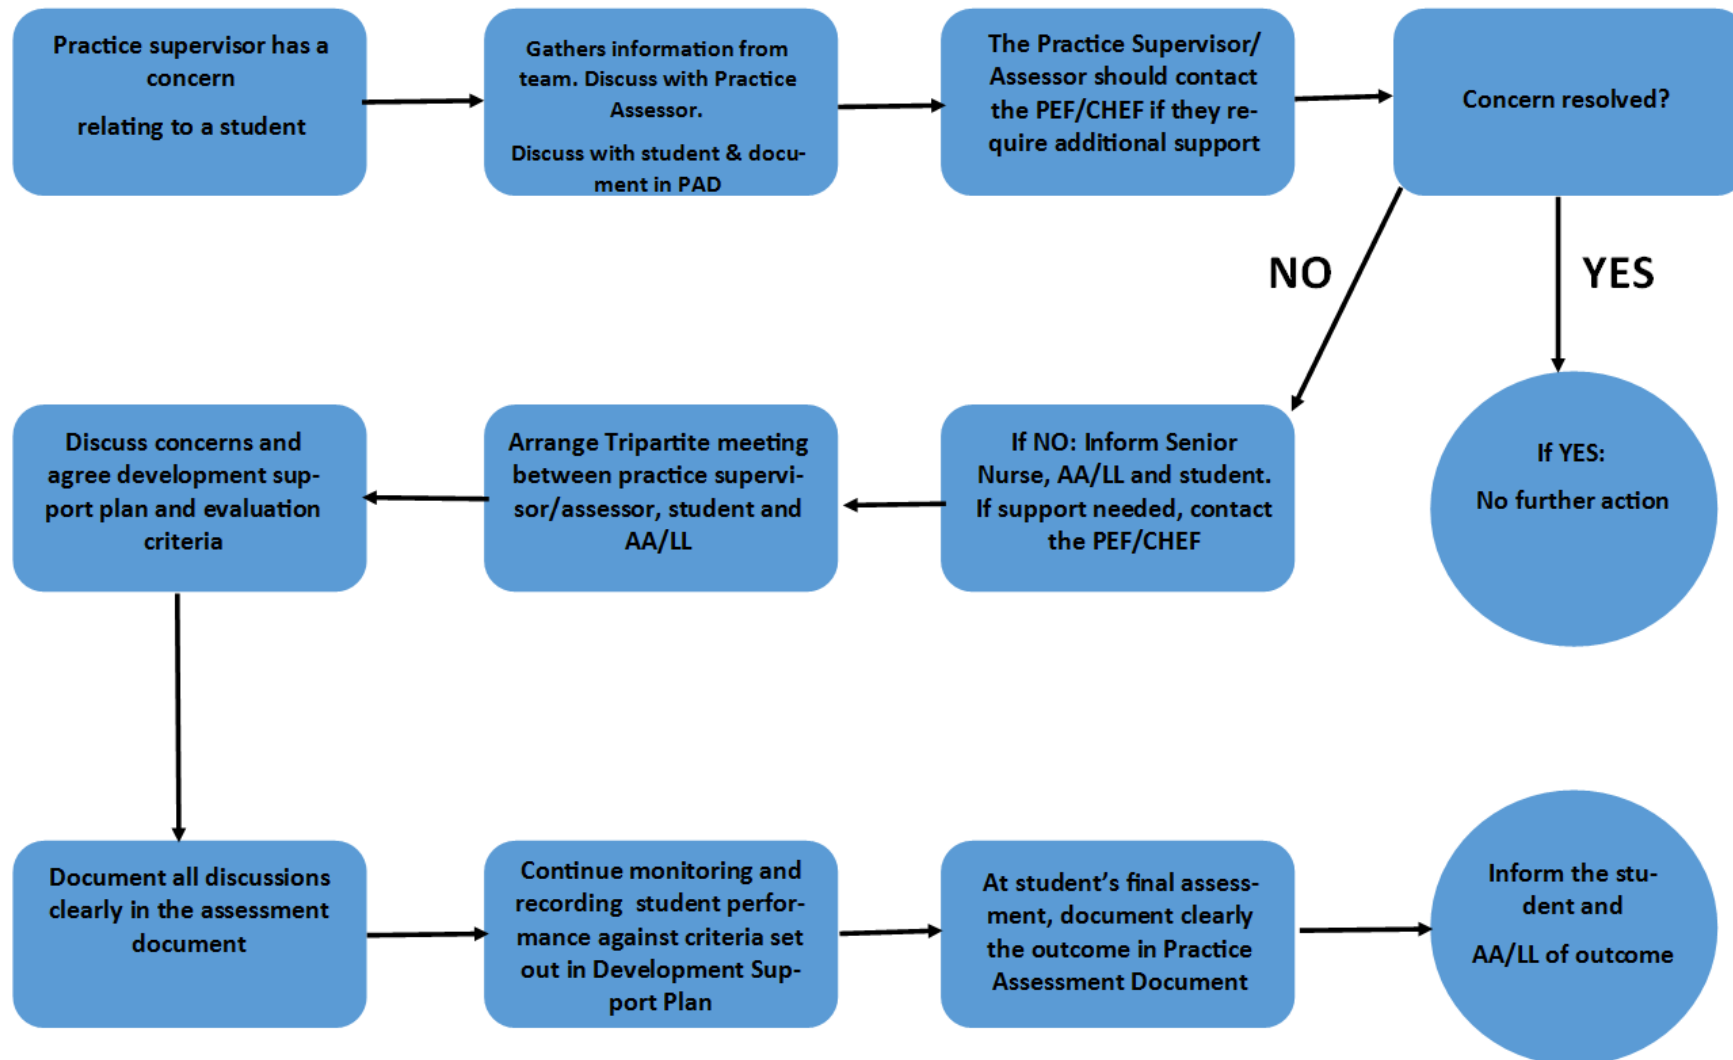 Practice supervisor has a
concern
relating to a student
Gathers information from
team. Discuss with Practice
Assessor.
Discuss with student & docu-
ment in PAD
The Practice Supervisor/
Assessor should contact
the PEF/CHEF if they re-
quire additional support
Concern resolved?
NO
YES
Discuss concerns and
agree development sup-
port plan and evaluation
criteria
Arrange Tripartite meeting
between practice supervi-
sor/assessor, student and
AA/LL
If NO: Inform Senior
Nurse, AA/LL and student.
If support needed, contact
the PEF/CHEF
If YES:
No further action
Document all discussions
clearly in the assessment
document
Continue monitoring and
recording  student perfor-
mance against criteria set
out in Development Sup-
port Plan
At student’s final assess-
ment, document clearly
the outcome in Practice
Assessment Document
Inform the stu-
dent and
AA/LL of outcome